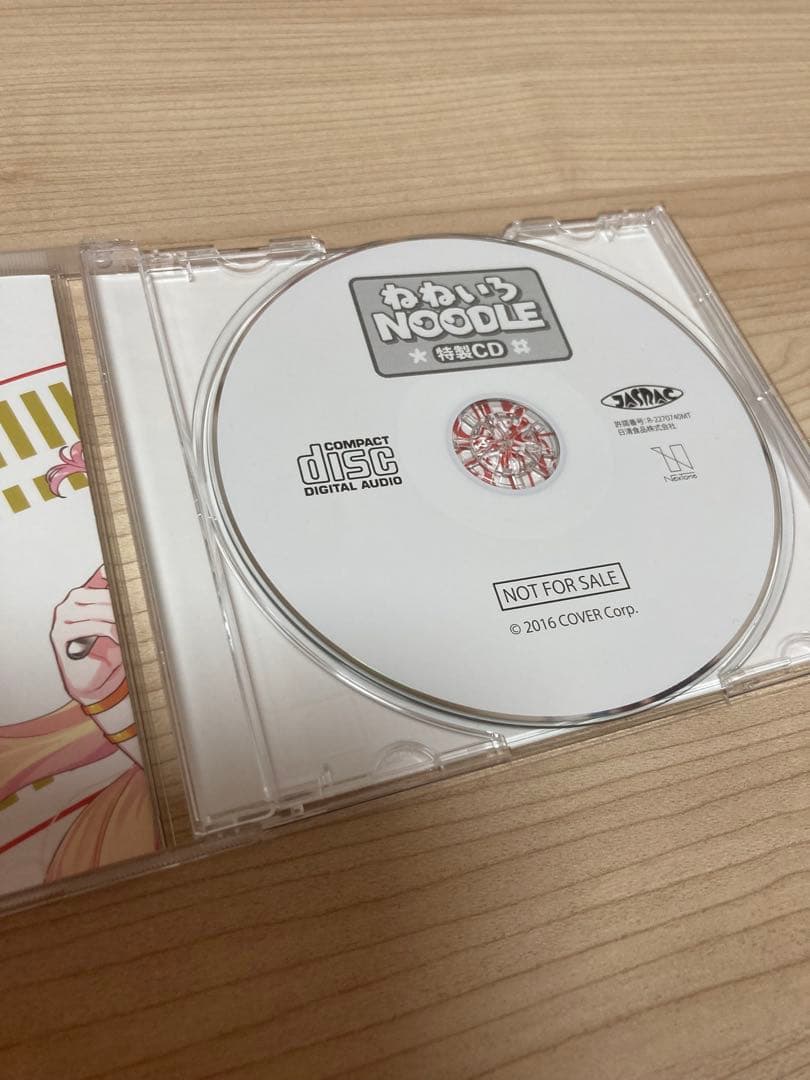 ねねいろ
NOODLE
特製CD
JASRAC
許諾番号:R-2270740MT
日清食品株式会社
NexTone
COMPACT
disc
DIGITAL AUDIO
NOT FOR SALE
© 2016 COVER Corp.